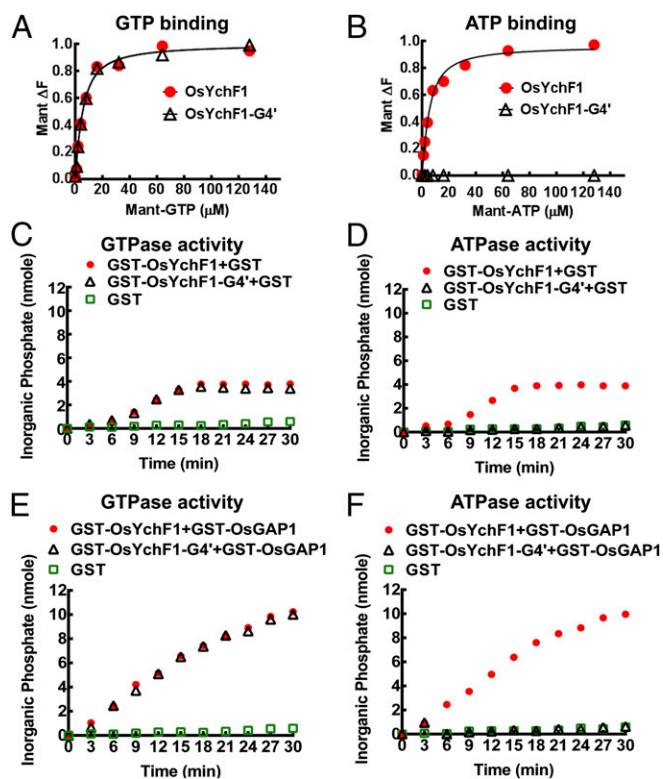 A
GTP binding
1.0
0.8
0.6
0.4
0.2
0.0
Mant ΔF
OsYchF1
OsYchF1-G4'
0 20 40 60 80 100 120 140
Mant-GTP (μM)
B
ATP binding
1.0
0.8
0.6
0.4
0.2
0.0
Mant ΔF
OsYchF1
OsYchF1-G4'
0 20 40 60 80 100 120 140
Mant-ATP (μM)
C
GTPase activity
GST-OsYchF1+GST
GST-OsYchF1-G4'+GST
GST
12
10
8
6
4
2
0
Inorganic Phosphate (nmole)
0 3 6 9 12 15 18 21 24 27 30
Time (min)
D
ATPase activity
GST-OsYchF1+GST
GST-OsYchF1-G4'+GST
GST
12
10
8
6
4
2
0
Inorganic Phosphate (nmole)
0 3 6 9 12 15 18 21 24 27 30
Time (min)
E
GTPase activity
GST-OsYchF1+GST-OsGAP1
GST-OsYchF1-G4'+GST-OsGAP1
GST
12
10
8
6
4
2
0
Inorganic Phosphate (nmole)
0 3 6 9 12 15 18 21 24 27 30
Time (min)
F
ATPase activity
GST-OsYchF1+GST-OsGAP1
GST-OsYchF1-G4'+GST-OsGAP1
GST
12
10
8
6
4
2
0
Inorganic Phosphate (nmole)
0 3 6 9 12 15 18 21 24 27 30
Time (min)